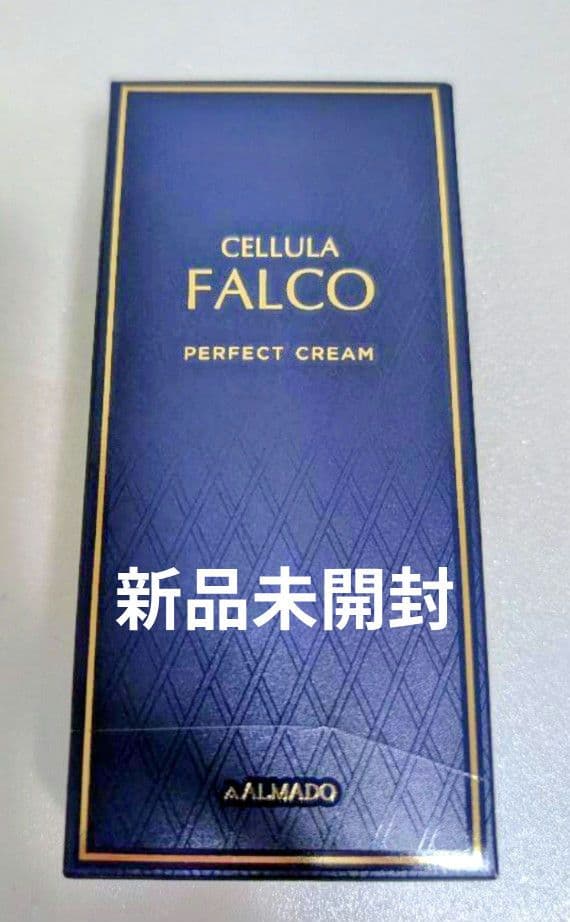 CELLULA
FALCO
PERFECT CREAM
新品未開封
ALMADO